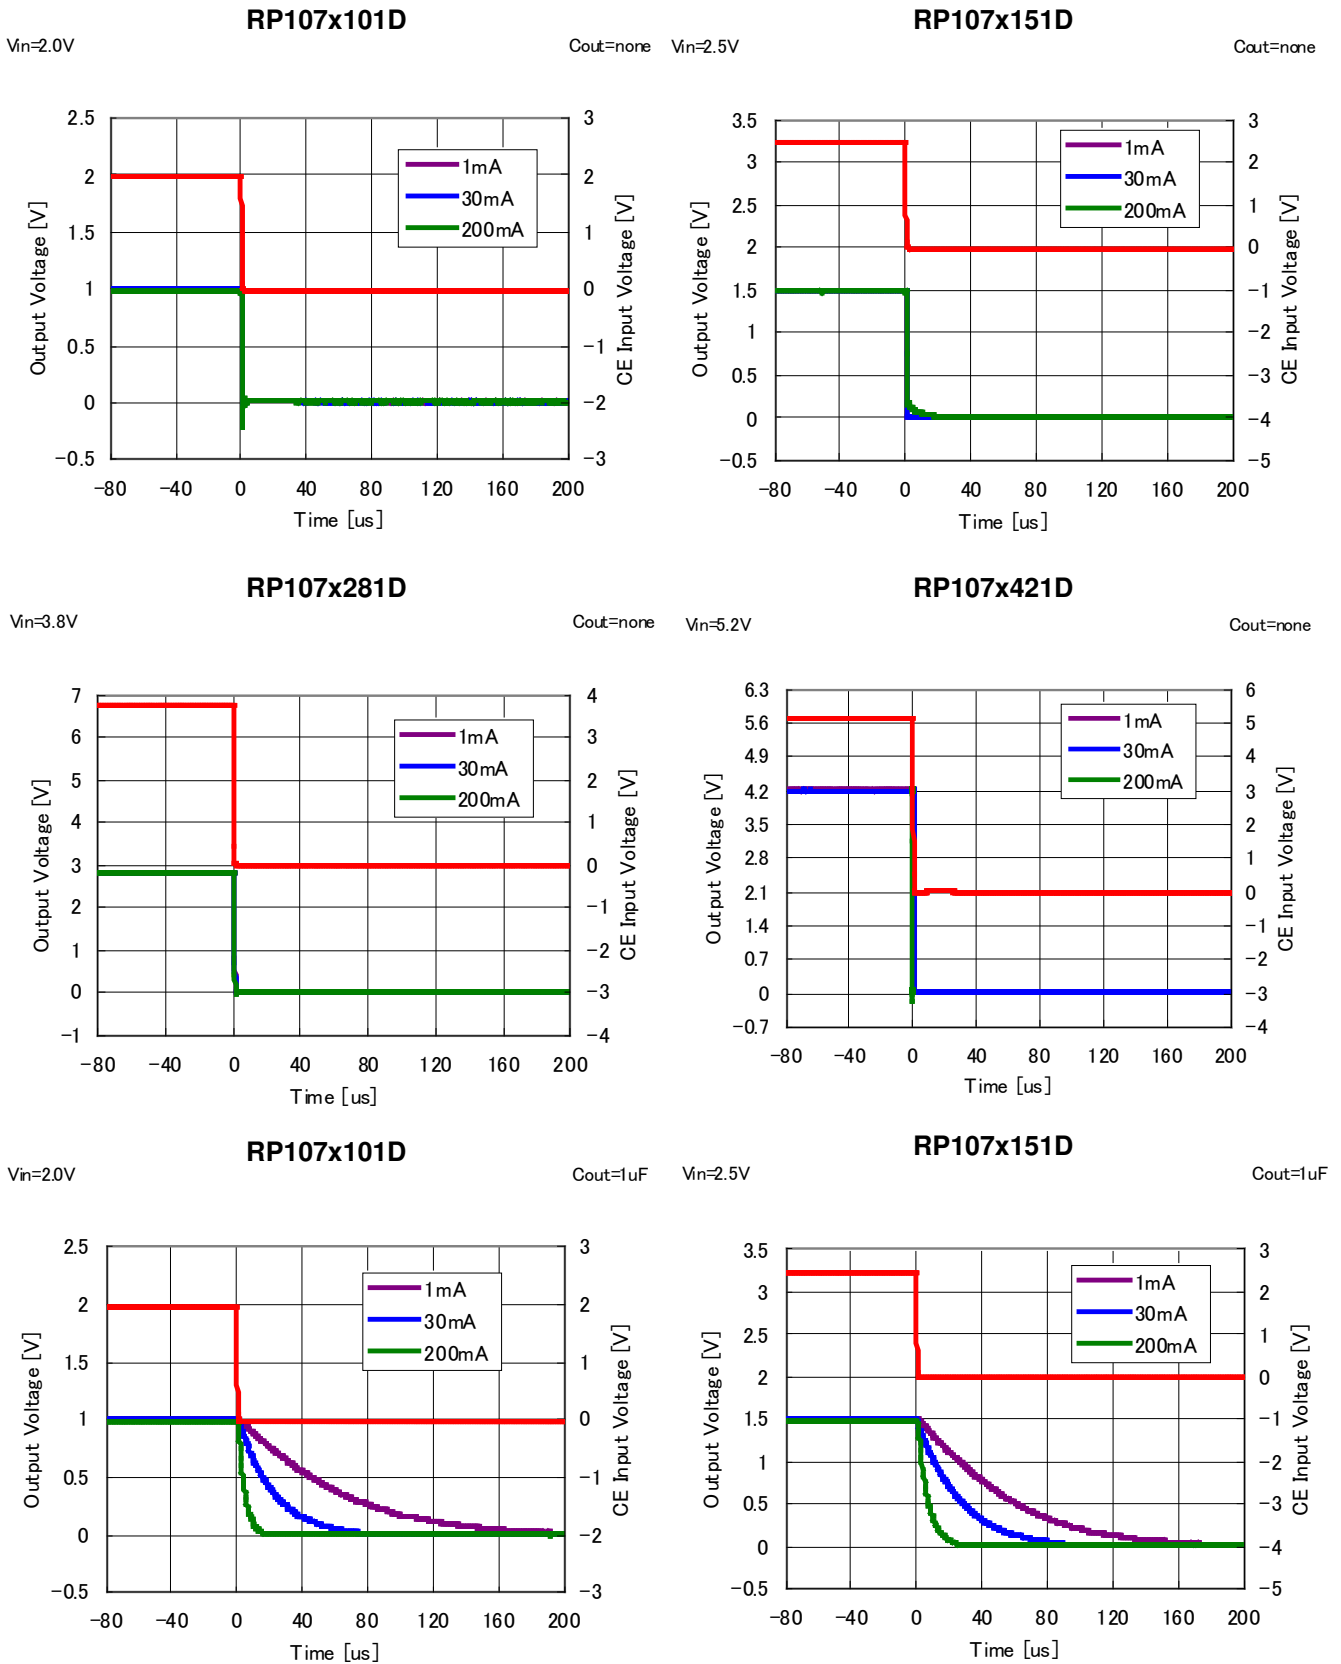 RP107x101D
Vin=2.0V Cout=none
2.5
2
1.5
1
0.5
0
-0.5
Output Voltage [V]
3
2
1
0
-1
-2
-3
CE Input Voltage [V]
1mA
30mA
200mA
-80 -40 0 40 80 120 160 200
Time [us]
RP107x151D
Vin=2.5V Cout=none
3.5
3
2.5
2
1.5
1
0.5
0
-0.5
Output Voltage [V]
3
2
1
0
-1
-2
-3
-4
-5
CE Input Voltage [V]
1mA
30mA
200mA
-80 -40 0 40 80 120 160 200
Time [us]
RP107x281D
Vin=3.8V Cout=none
7
6
5
4
3
2
1
0
-1
Output Voltage [V]
4
3
2
1
0
-1
-2
-3
-4
CE Input Voltage [V]
1mA
30mA
200mA
-80 -40 0 40 80 120 160 200
Time [us]
RP107x421D
Vin=5.2V Cout=none
6.3
5.6
4.9
4.2
3.5
2.8
2.1
1.4
0.7
0
-0.7
Output Voltage [V]
6
5
4
3
2
1
0
-1
-2
-3
-4
CE Input Voltage [V]
1mA
30mA
200mA
-80 -40 0 40 80 120 160 200
Time [us]
RP107x101D
Vin=2.0V Cout=1uF
2.5
2
1.5
1
0.5
0
-0.5
Output Voltage [V]
3
2
1
0
-1
-2
-3
CE Input Voltage [V]
1mA
30mA
200mA
-80 -40 0 40 80 120 160 200
Time [us]
RP107x151D
Vin=2.5V Cout=1uF
3.5
3
2.5
2
1.5
1
0.5
0
-0.5
Output Voltage [V]
3
2
1
0
-1
-2
-3
-4
-5
CE Input Voltage [V]
1mA
30mA
200mA
-80 -40 0 40 80 120 160 200
Time [us]